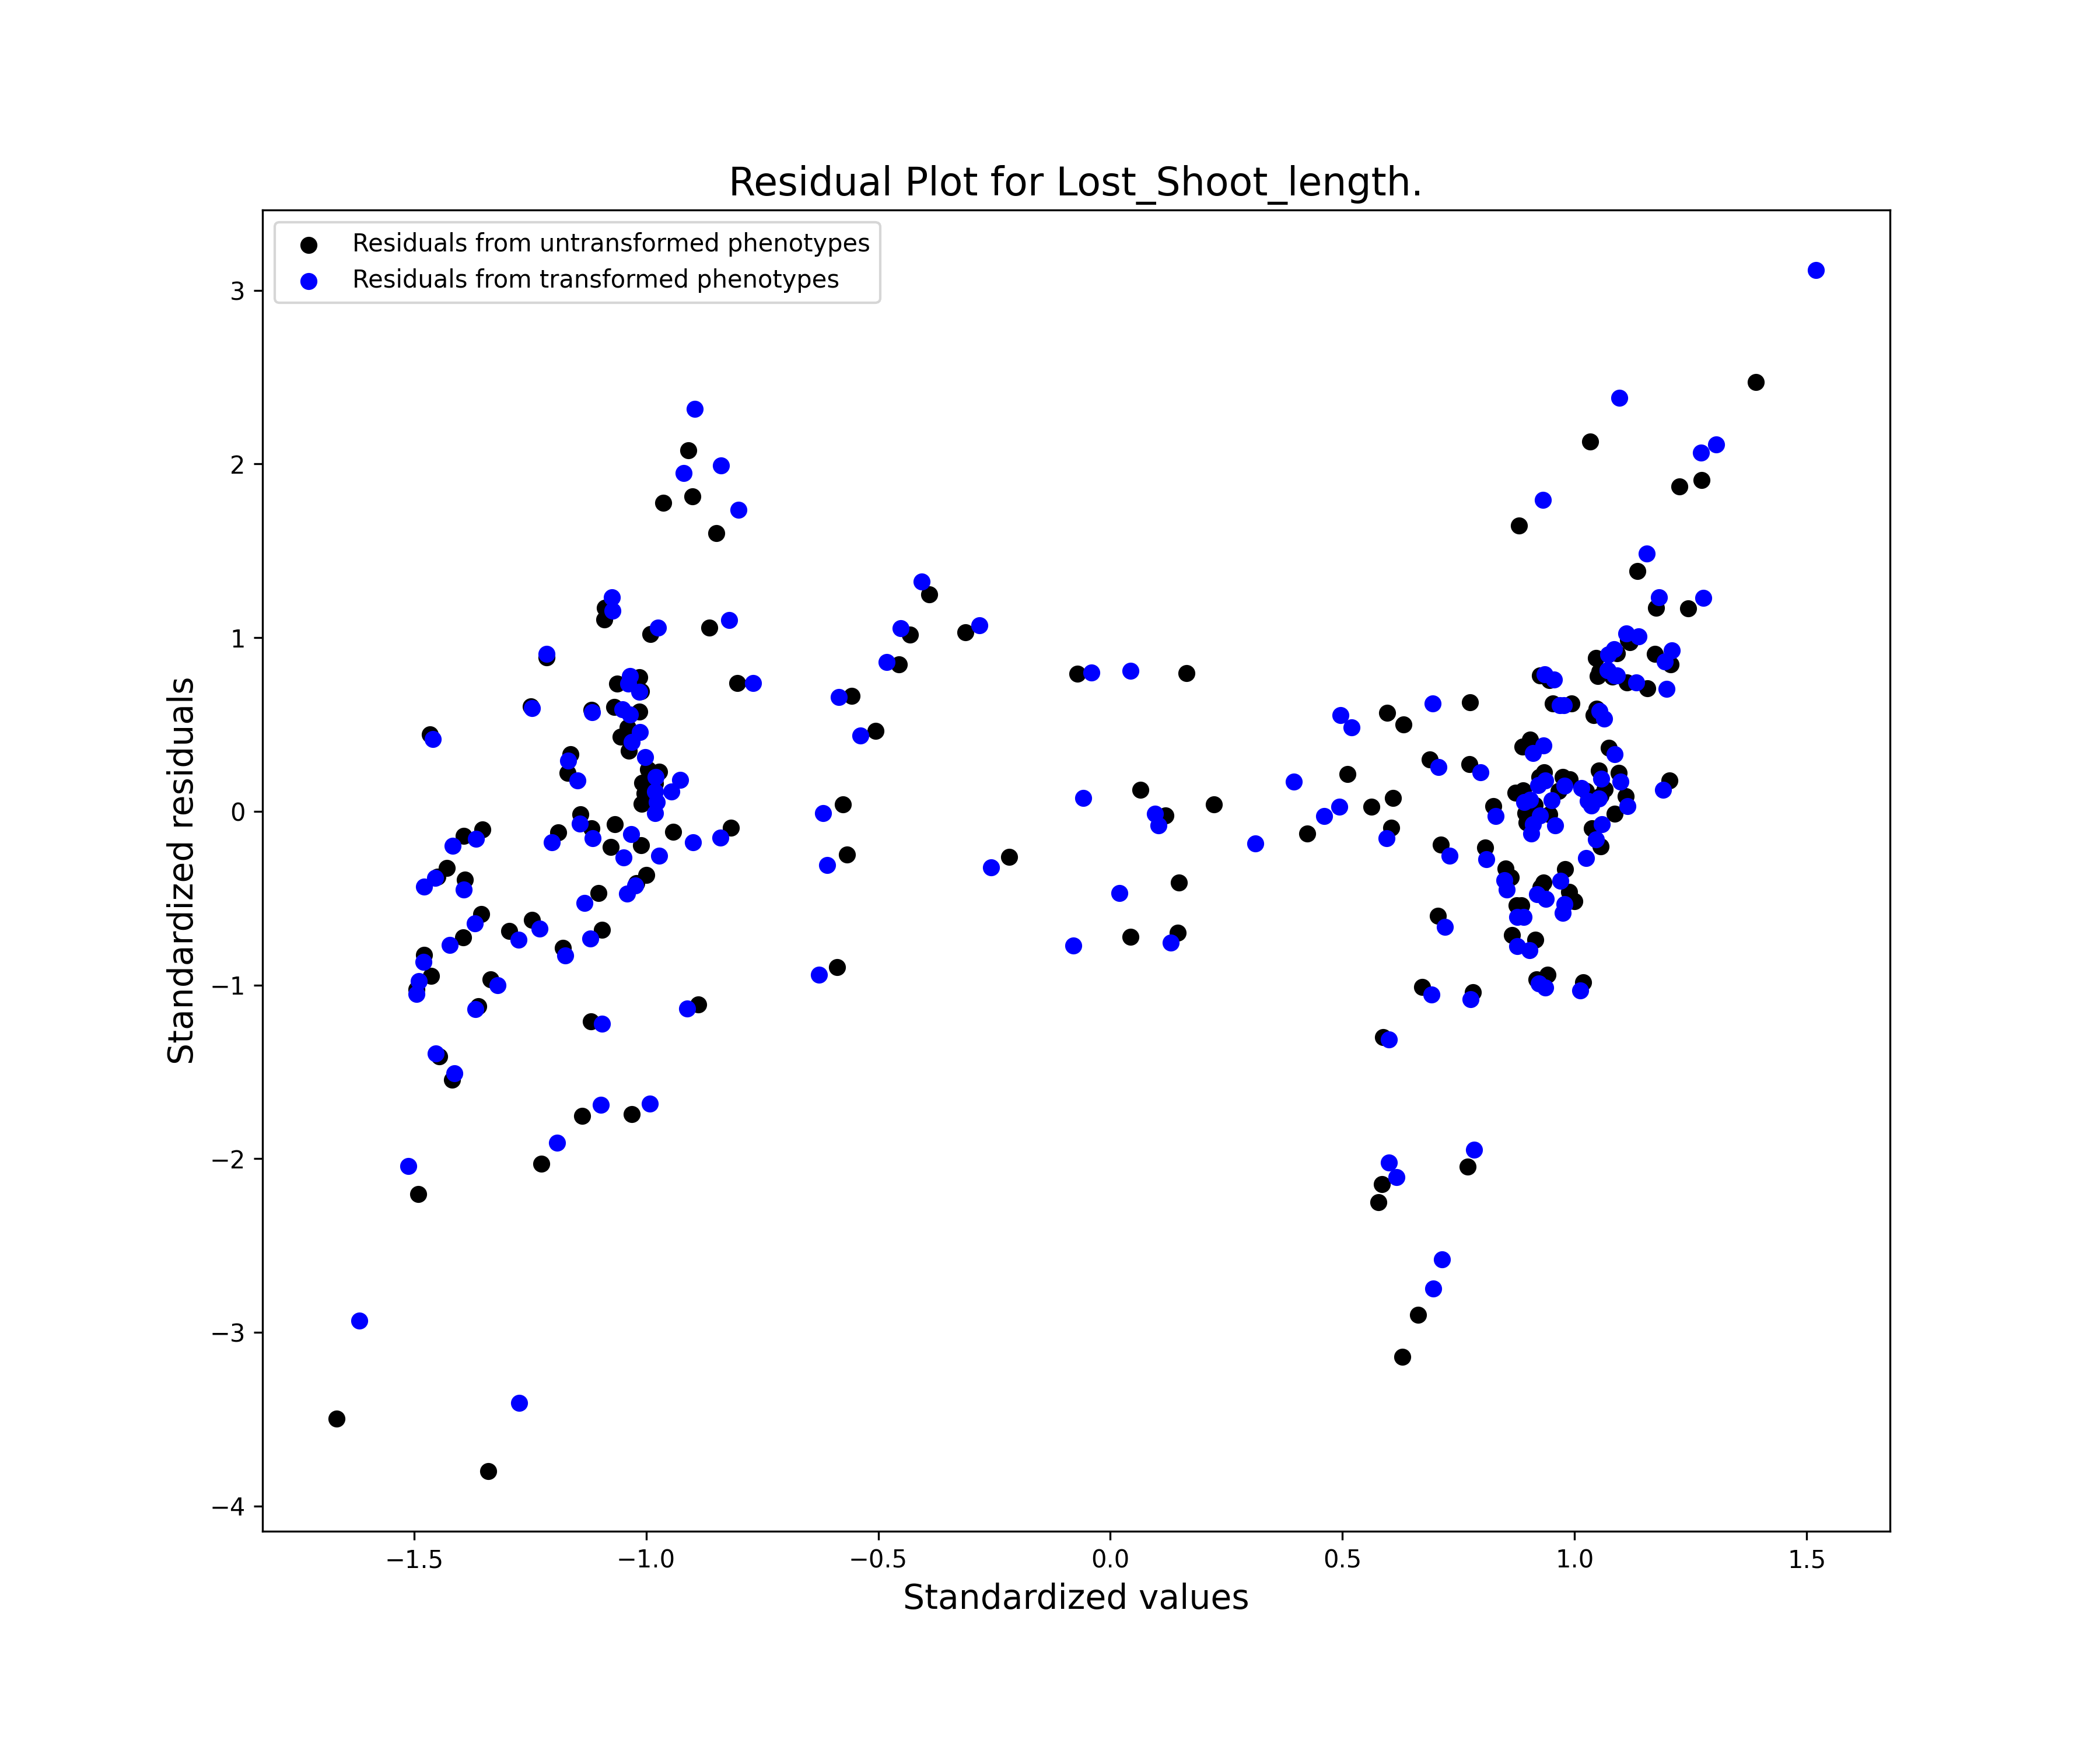 Residual Plot for Lost_Shoot_length.
Residuals from untransformed phenotypes
Residuals from transformed phenotypes
3
2
1
0
−1
−2
−3
−4
Standardized residuals
−1.5 −1.0 −0.5 0.0 0.5 1.0 1.5
Standardized values